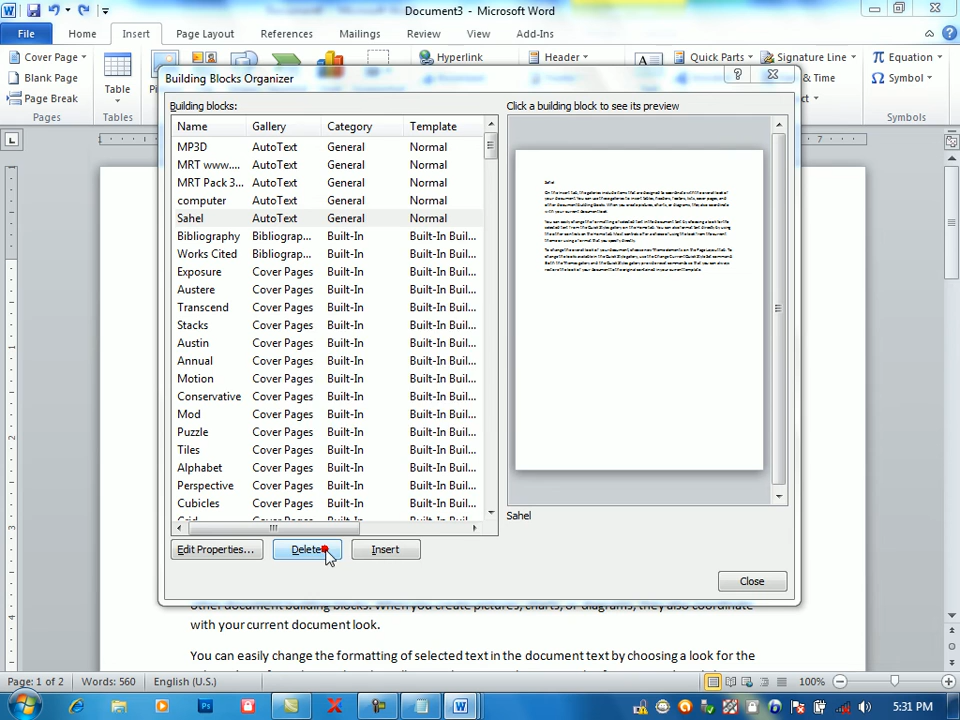 Document3 - Microsoft Word
File Home Insert Page Layout References Mailings Review View Add-Ins
Cover Page Hyperlink Header Quick Parts Signature Line Equation
Blank Page & Time Symbol
Page Break Table
Pages Tables Symbols
Building Blocks Organizer
Building blocks: Click a building block to see its preview
Name Gallery Category Template
MP3D AutoText General Normal
MRT www.... AutoText General Normal
MRT Pack 3... AutoText General Normal
computer AutoText General Normal
Sahel AutoText General Normal
Bibliography Bibliograp... Built-In Built-In Buil...
Works Cited Bibliograp... Built-In Built-In Buil...
Exposure Cover Pages Built-In Built-In Buil...
Austere Cover Pages Built-In Built-In Buil...
Transcend Cover Pages Built-In Built-In Buil...
Stacks Cover Pages Built-In Built-In Buil...
Austin Cover Pages Built-In Built-In Buil...
Annual Cover Pages Built-In Built-In Buil...
Motion Cover Pages Built-In Built-In Buil...
Conservative Cover Pages Built-In Built-In Buil...
Mod Cover Pages Built-In Built-In Buil...
Puzzle Cover Pages Built-In Built-In Buil...
Tiles Cover Pages Built-In Built-In Buil...
Alphabet Cover Pages Built-In Built-In Buil...
Perspective Cover Pages Built-In Built-In Buil...
Cubicles Cover Pages Built-In Built-In Buil...
Sahel
Edit Properties... Delete Insert
Close
other document building blocks. When you create pictures, charts, or diagrams, they also coordinate
with your current document look.
You can easily change the formatting of selected text in the document text by choosing a look for the
Page: 1 of 2 Words: 560 English (U.S.) 100%
5:31 PM